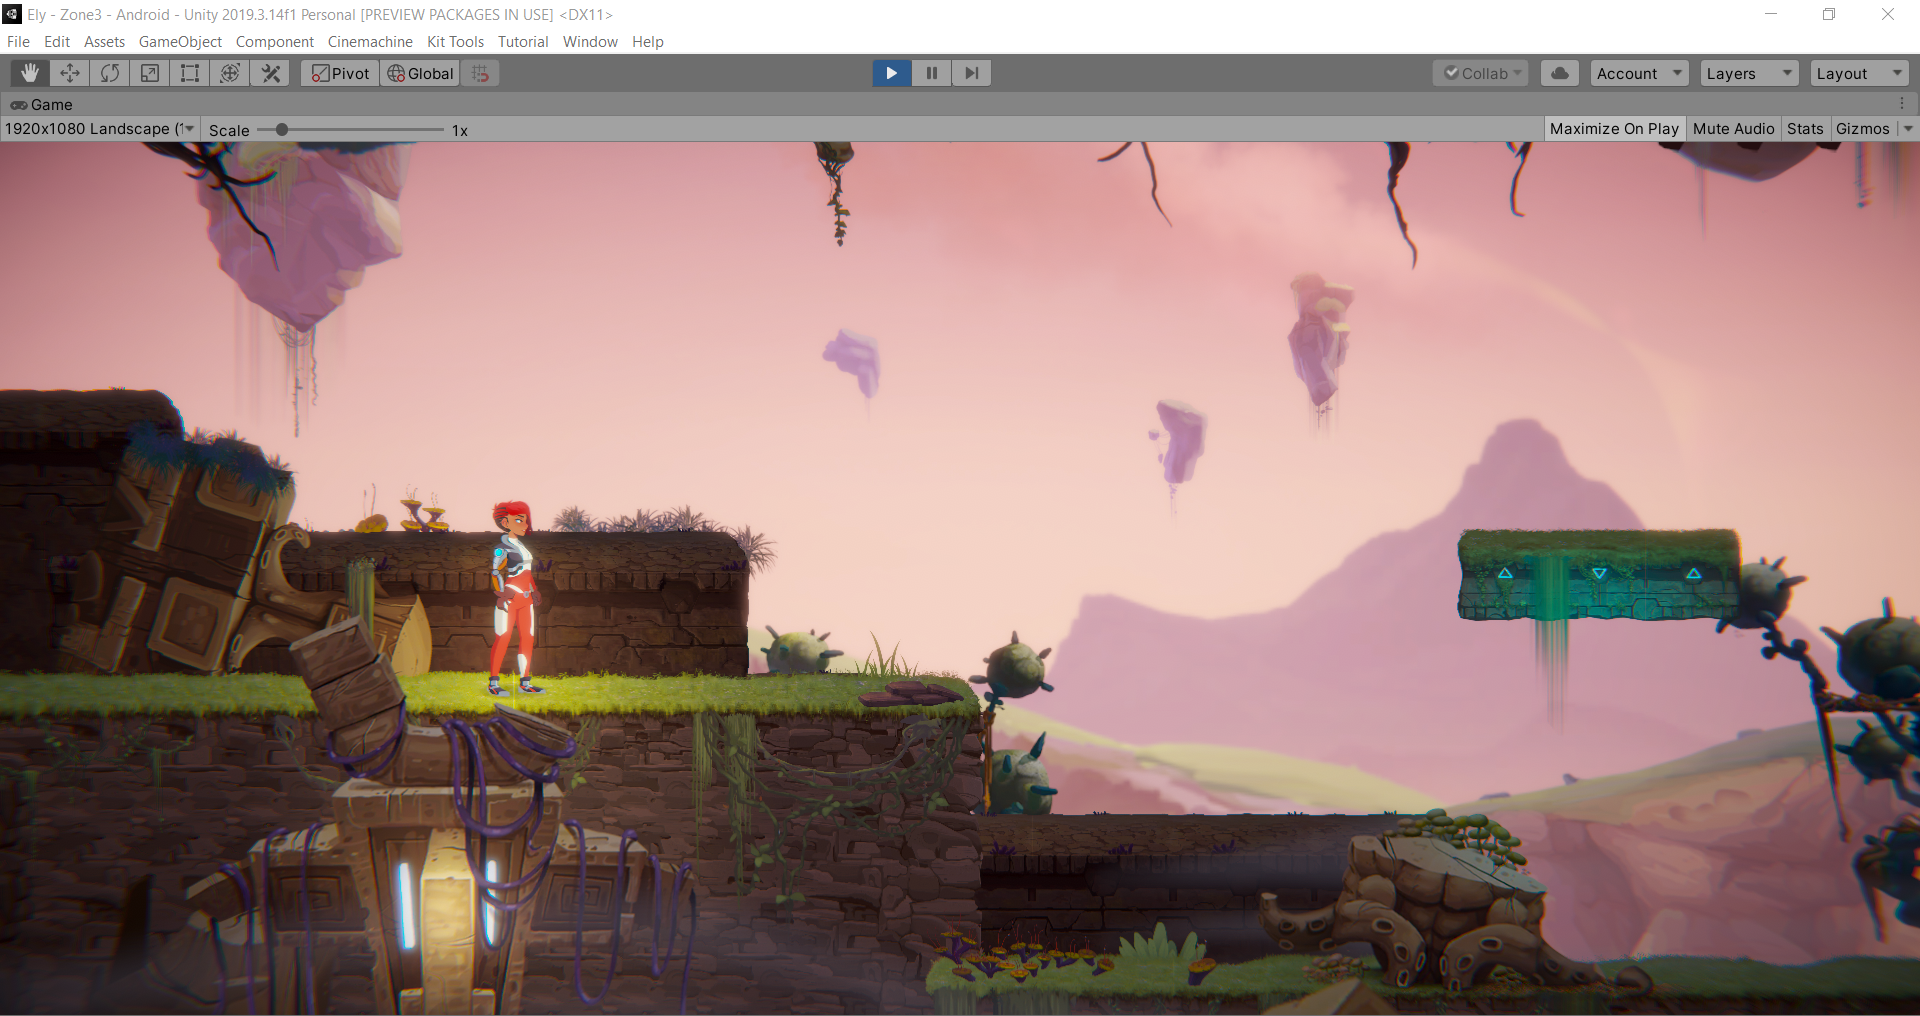 Ely - Zone3 - Android - Unity 2019.3.14f1 Personal [PREVIEW PACKAGES IN USE] <DX11>
File Edit Assets GameObject Component Cinemachine Kit Tools Tutorial Window Help
Pivot Global Collab Account Layers Layout
Game
1920x1080 Landscape (1 Scale 1x Maximize On Play Mute Audio Stats Gizmos